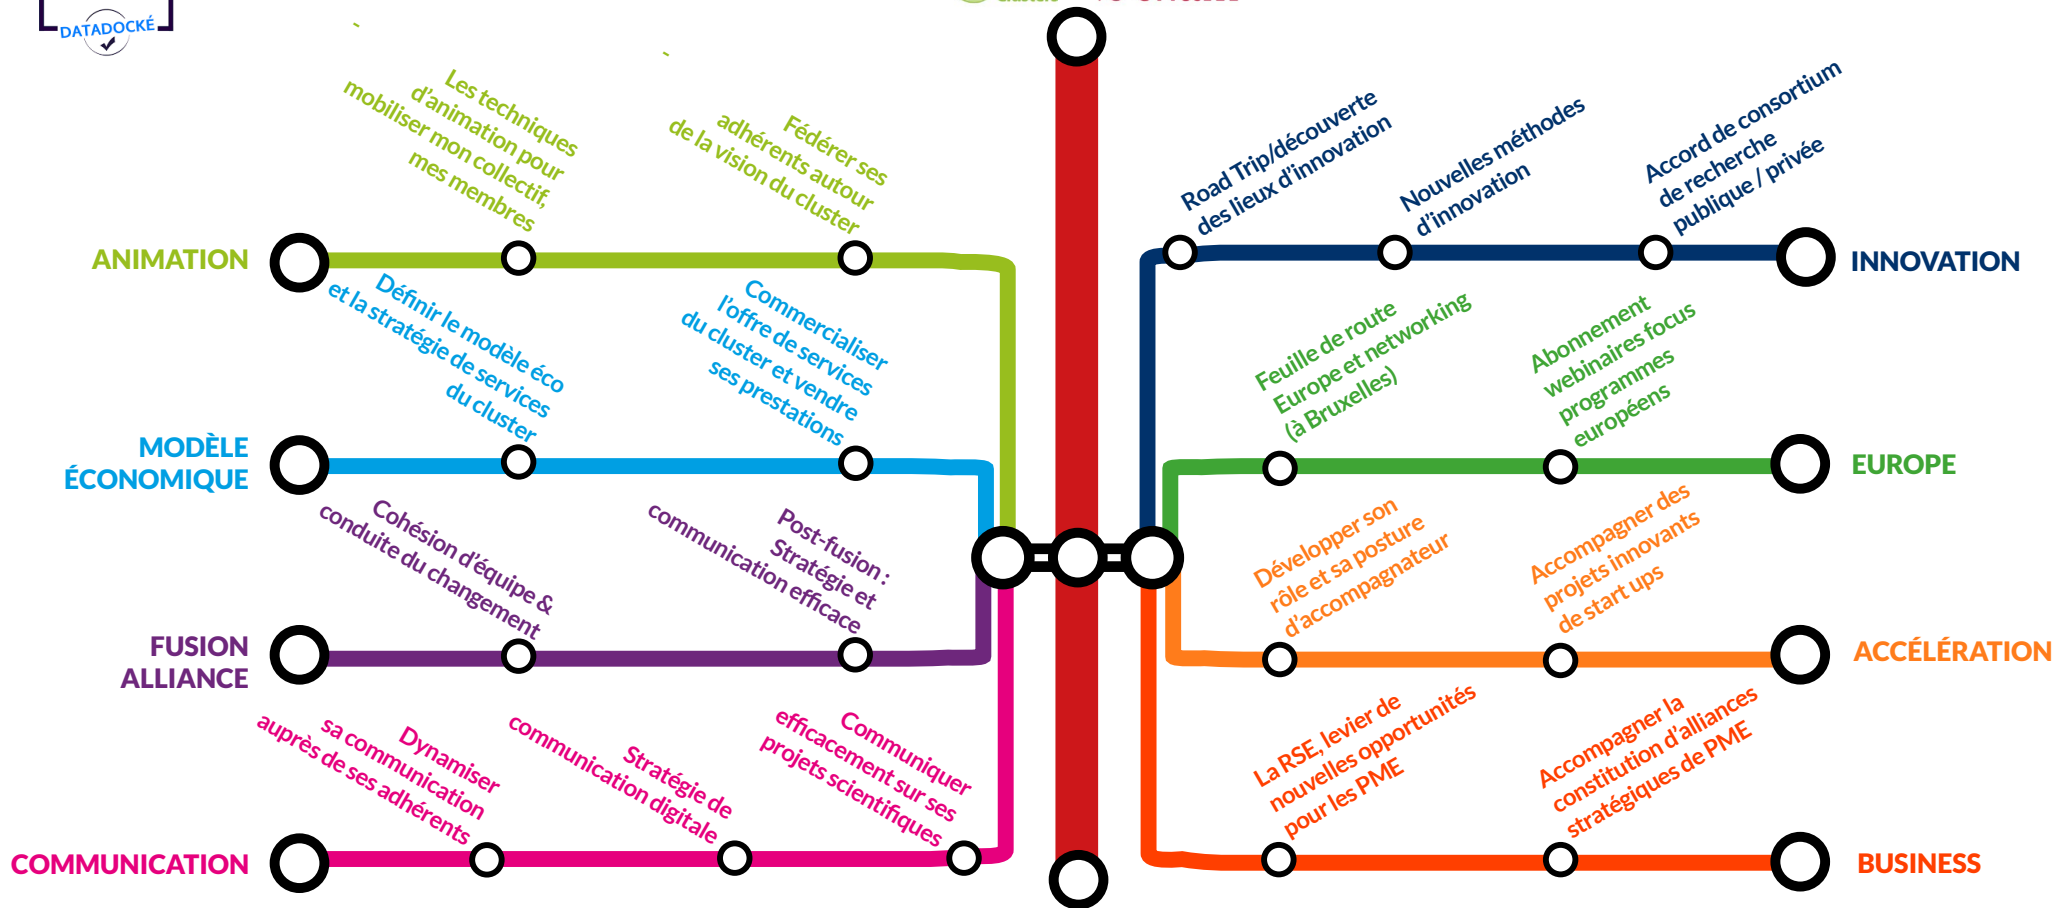 DATADOCKÉ
Les techniques
d'animation pour
mobiliser mon collectif,
mes membres
Fédérer ses
adhérents autour
de la vision du cluster
ANIMATION
Définir le modèle éco
et la stratégie de services
du cluster
Commercialiser
l'offre de services
du cluster et vendre
ses prestations
MODÈLE
ÉCONOMIQUE
Cohésion d'équipe &
conduite du changement
Post-fusion :
Stratégie et
communication efficace
FUSION
ALLIANCE
Dynamiser
sa communication
auprès de ses adhérents
Stratégie de
communication digitale
Communiquer
efficacement sur ses
projets scientifiques
COMMUNICATION
Road Trip/découverte
des lieux d'innovation
Nouvelles méthodes
d'innovation
Accord de consortium
de recherche
publique / privée
INNOVATION
Feuille de route
Europe et networking
(à Bruxelles)
Abonnement
webinaires focus
programmes
européens
EUROPE
Développer son
rôle et sa posture
d'accompagnateur
Accompagner des
projets innovants
de start ups
ACCÉLÉRATION
La RSE, levier de
nouvelles opportunités
pour les PME
Accompagner la
constitution d'alliances
stratégiques de PME
BUSINESS